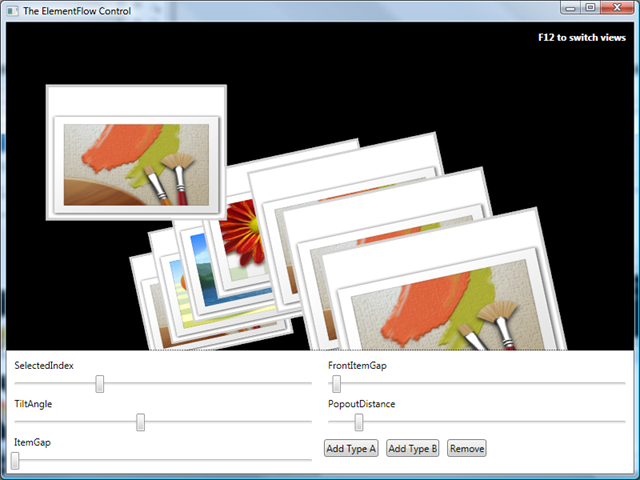 The ElementFlow Control
F12 to switch views
SelectedIndex
FrontItemGap
TiltAngle
PopoutDistance
ItemGap
Add Type A
Add Type B
Remove